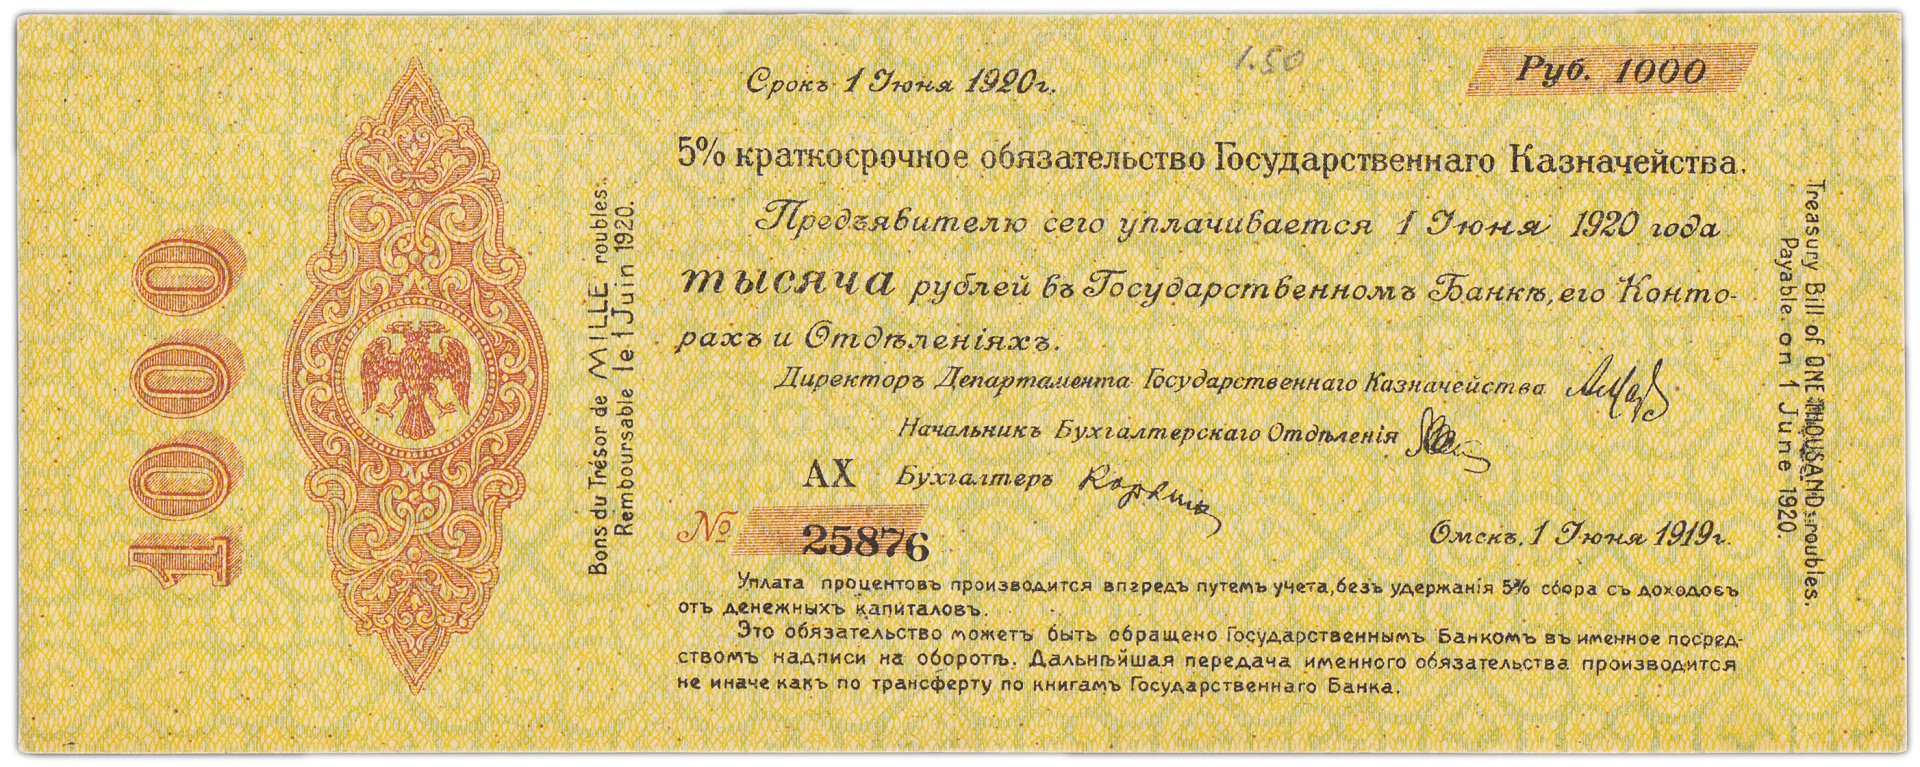 1.50
Срокъ 1 Іюня 1920г.
Руб. 1000
5% краткосрочное обязательство Государственнаго Казначейства.
Предъявителю сего уплачивается 1 Іюня 1920 года
тысяча рублей въ Государственномъ Банкѣ, его Конто-
рахъ и Отдѣленіяхъ.
Директоръ Департамента Государственнаго Казначейства
Начальникъ Бухгалтерскаго Отдѣленія
АХ Бухгалтеръ
№ 25876
Омскъ, 1 Іюня 1919г.
Уплата процентовъ производится впередъ путемъ учета, безъ удержанія 5% сбора съ доходовъ
отъ денежныхъ капиталовъ.
Это обязательство можетъ быть обращено Государственнымъ Банкомъ въ именное посред-
ствомъ надписи на оборотѣ. Дальнѣйшая передача именного обязательства производится
не иначе какъ по трансферту по книгамъ Государственнаго Банка.
1000
Bons du Trésor de MILLE roubles.
Remboursable le 1 Juin 1920.
Treasury Bill of ONE THOUSAND roubles.
Payable on 1 June 1920.